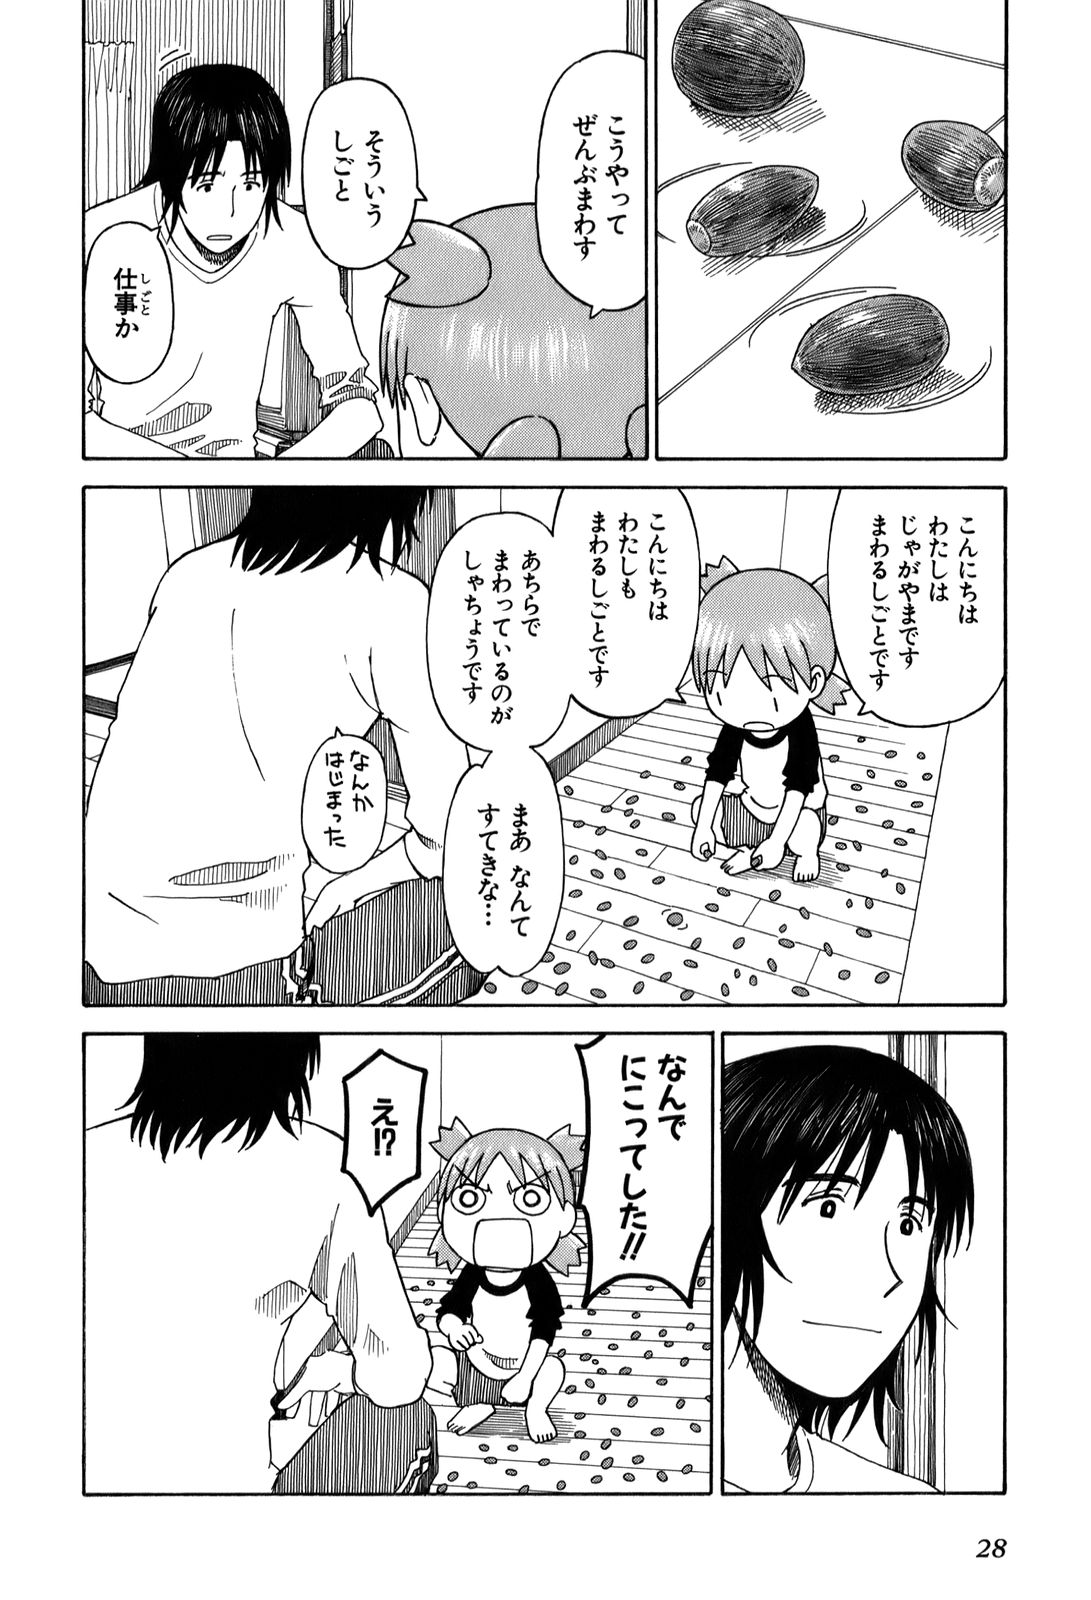 こうやって
ぜんぶまわす
そういう
しごと
仕事か
しごと
こんにちは
わたしは
じゃがやまです
まわるしごとです
こんにちは
わたしも
まわるしごとです
あちらで
まわっているのが
しゃちょうです
まあ なんて
すてきな…
なんか
はじまった
なんで
にこってした!!
え!?
28